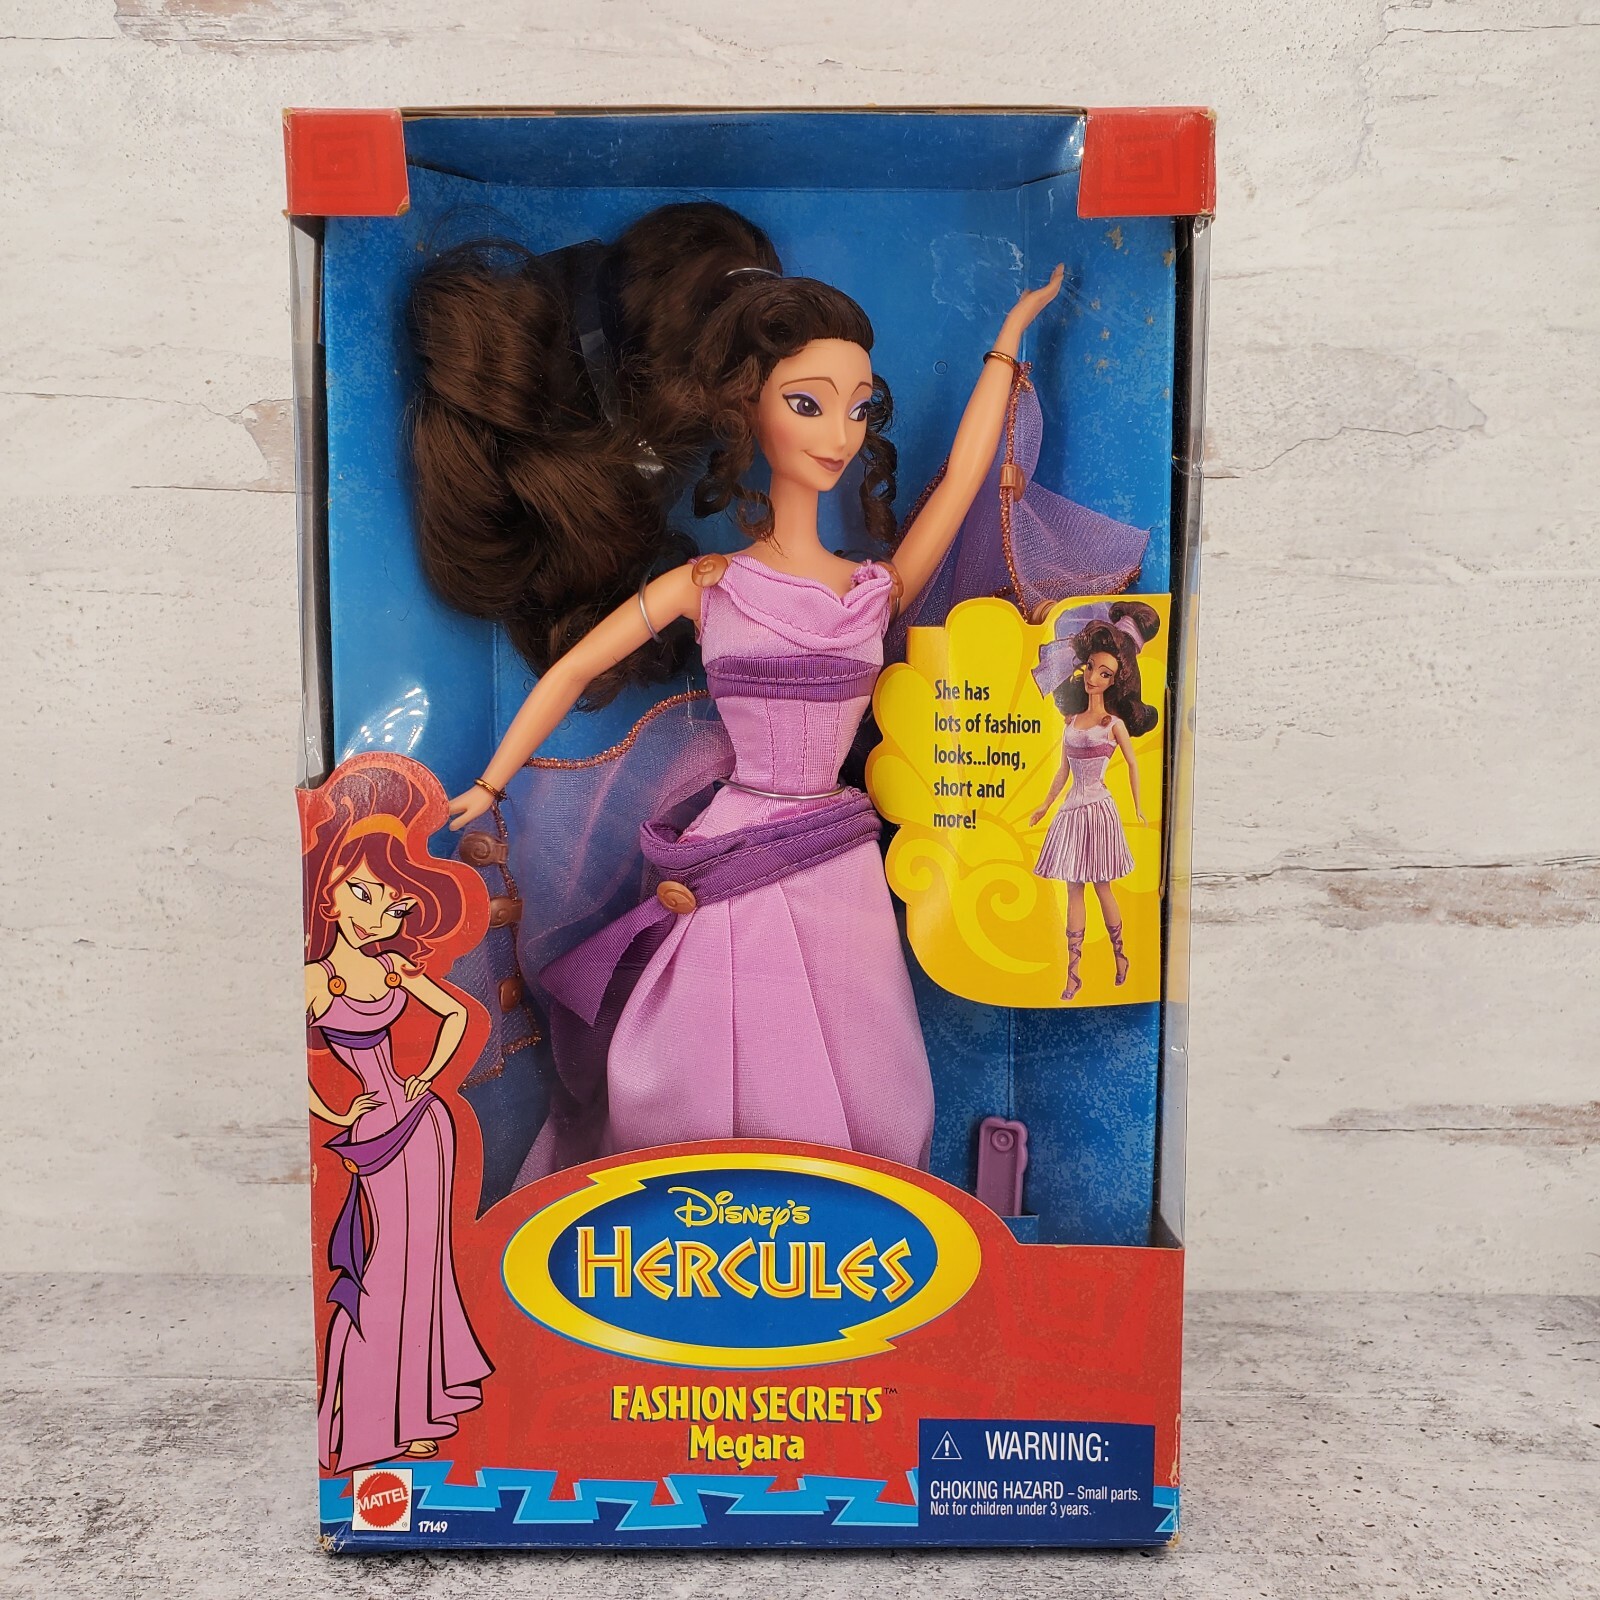 She has
lots of fashion
looks...long,
short and
more!
DISNEY'S
HERCULES
FASHION SECRETS™
Megara
⚠ WARNING:
CHOKING HAZARD – Small parts.
Not for children under 3 years.
MATTEL®
17149